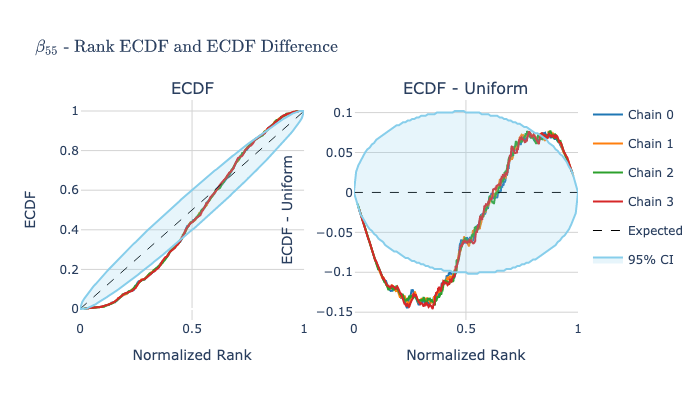 β₅₅ - Rank ECDF and ECDF Difference
ECDF
ECDF
1
0.8
0.6
0.4
0.2
0
0
0.5
1
Normalized Rank
ECDF - Uniform
ECDF - Uniform
0.1
0.05
0
−0.05
−0.1
−0.15
0
0.5
1
Normalized Rank
Chain 0
Chain 1
Chain 2
Chain 3
Expected
95% CI